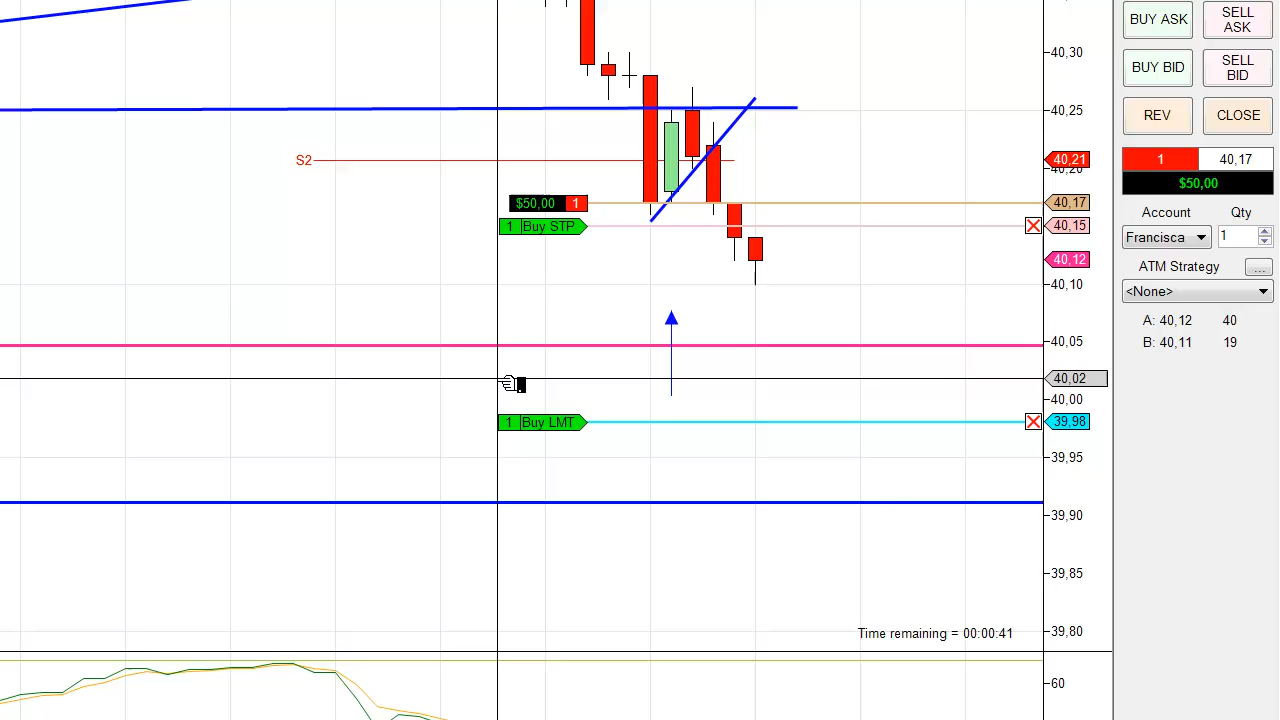 BUY ASK
SELL ASK
BUY BID
SELL BID
REV
CLOSE
1 40,17
$50,00
Account
Qty
Francisca
1
ATM Strategy
...
<None>
A: 40,12 40
B: 40,11 19
40,30
40,25
S2
40,21
40,20
$50,00 1
40,17
1 Buy STP
40,15
40,12
40,10
40,05
40,02
40,00
1 Buy LMT
39,98
39,95
39,90
39,85
Time remaining = 00:00:41
39,80
60